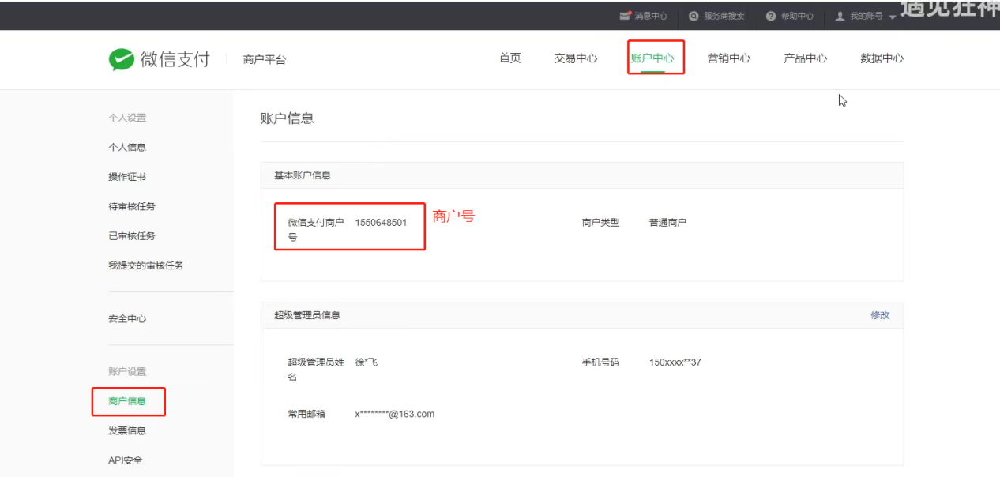 消息中心 服务商搜索 帮助中心 我的账号 遇见狂神
微信支付 商户平台 首页 交易中心 账户中心 营销中心 产品中心 数据中心
个人设置
个人信息
操作证书
待审核任务
已审核任务
我提交的审核任务
安全中心
账户设置
商户信息
发票信息
API安全
账户信息
基本账户信息
微信支付商户 1550648501 商户号 商户类型 普通商户
号
超级管理员信息 修改
超级管理员姓 徐*飞 手机号码 150xxxx**37
名
常用邮箱 x********@163.com